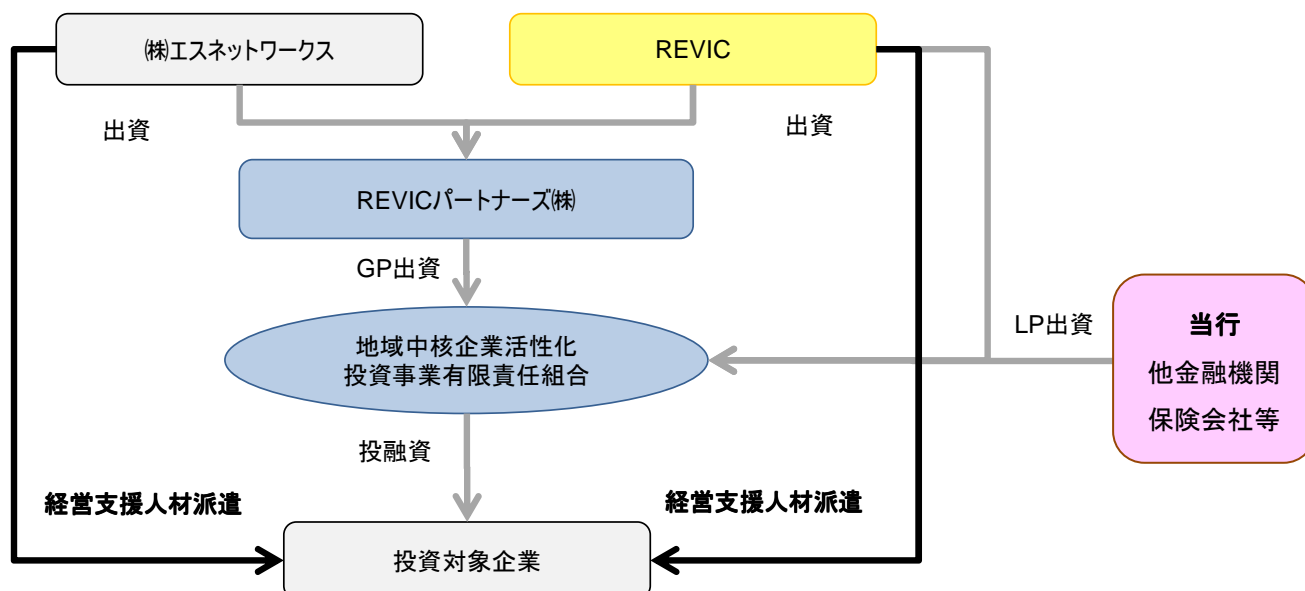 ㈱エスネットワークス
REVIC
出資
出資
REVICパートナーズ㈱
GP出資
LP出資
当行
他金融機関
保険会社等
地域中核企業活性化
投資事業有限責任組合
投融資
経営支援人材派遣
経営支援人材派遣
投資対象企業